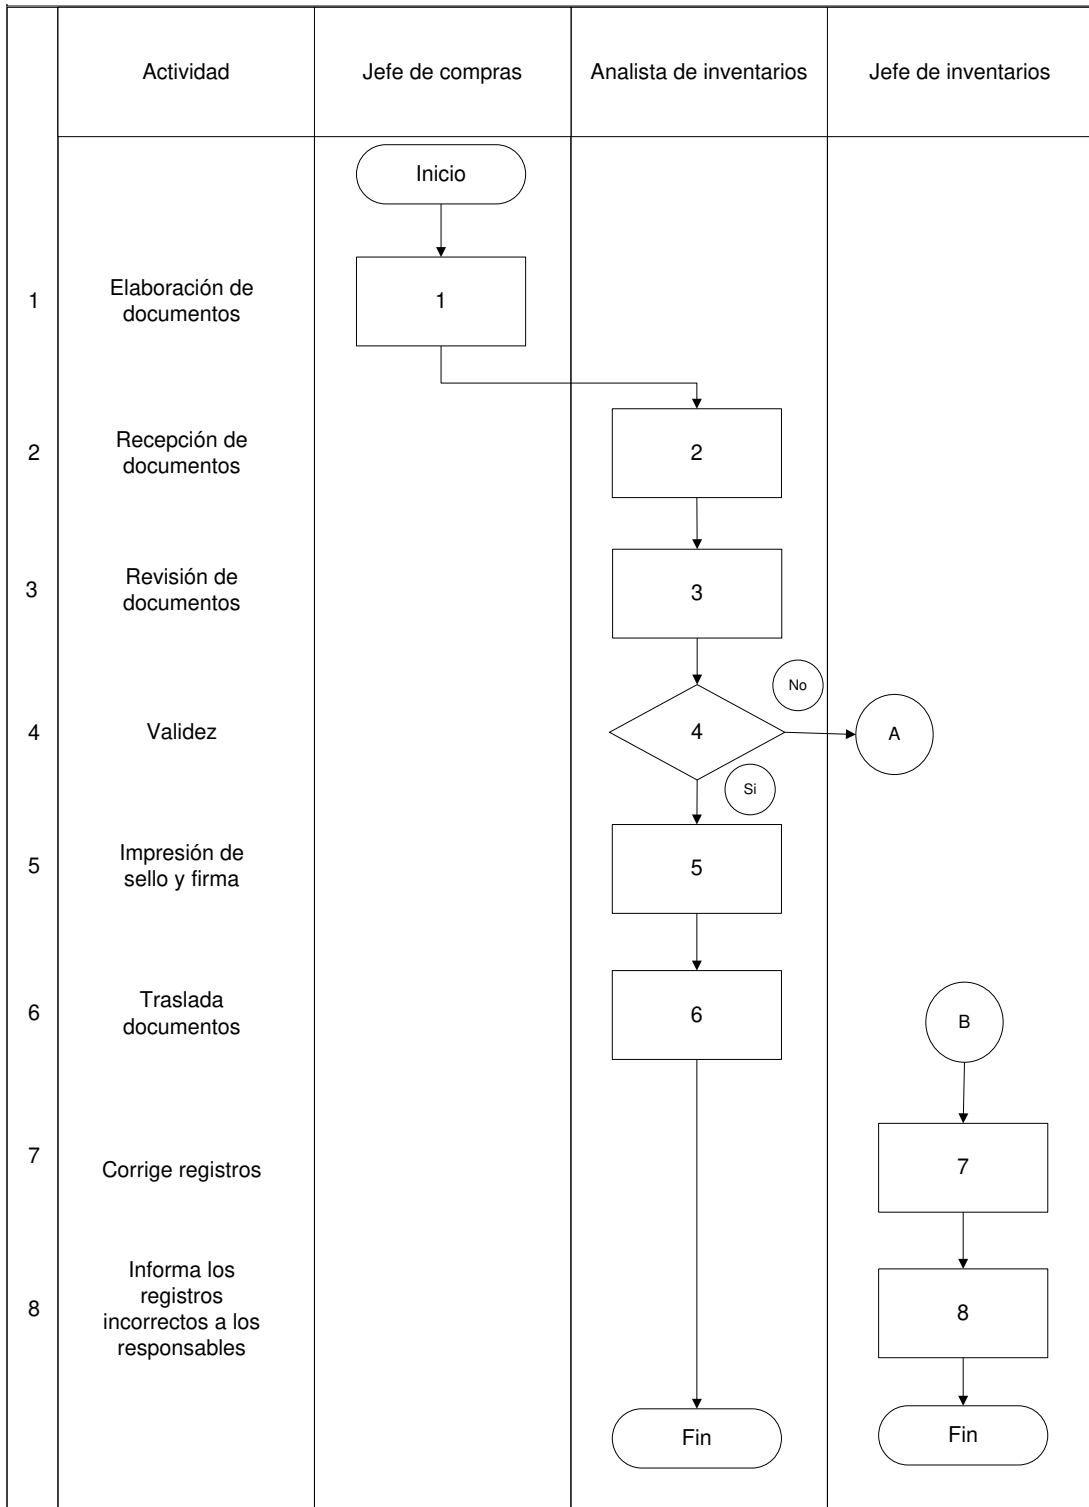 Actividad
Jefe de compras
Analista de inventarios
Jefe de inventarios
Inicio
1
Elaboración de
documentos
1
2
Recepción de
documentos
2
3
Revisión de
documentos
3
No
4
Validez
4
A
Si
5
Impresión de
sello y firma
5
6
Traslada
documentos
6
B
7
Corrige registros
7
8
Informa los
registros
incorrectos a los
responsables
8
Fin
Fin